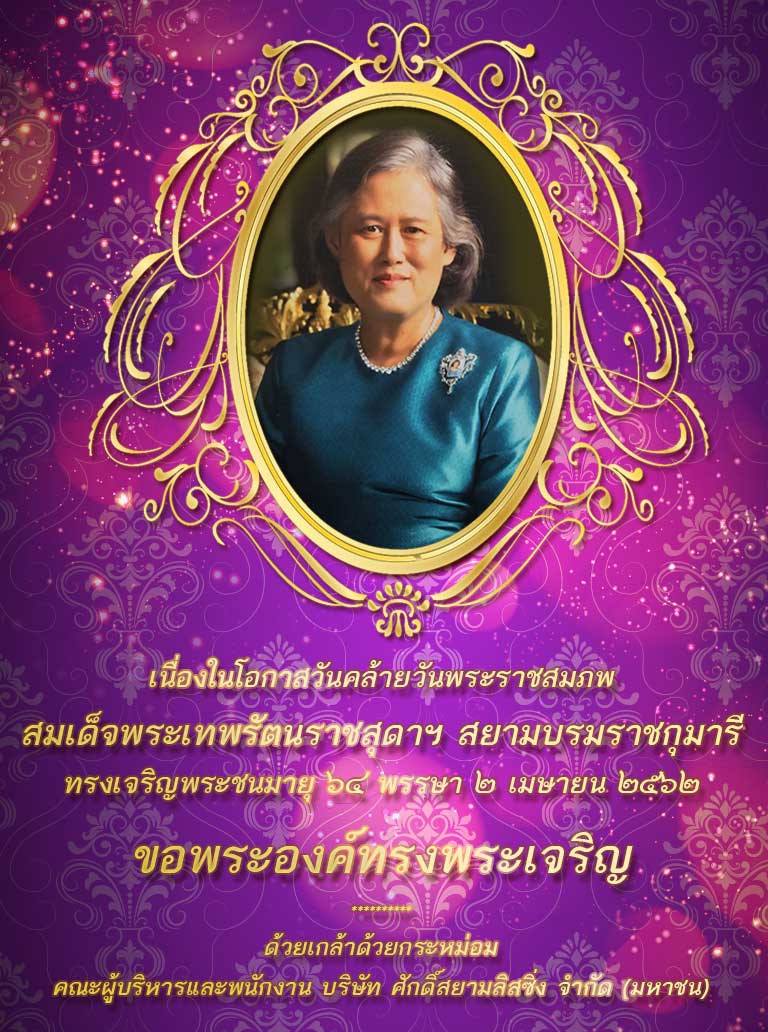 เนื่องในโอกาสวันคล้ายวันพระราชสมภพ
สมเด็จพระเทพรัตนราชสุดาฯ สยามบรมราชกุมารี
ทรงเจริญพระชนมายุ ๖๔ พรรษา ๒ เมษายน ๒๕๖๒
ขอพระองค์ทรงพระเจริญ
**********
ด้วยเกล้าด้วยกระหม่อม
คณะผู้บริหารและพนักงาน บริษัท ศักดิ์สยามลิสซิ่ง จำกัด (มหาชน)